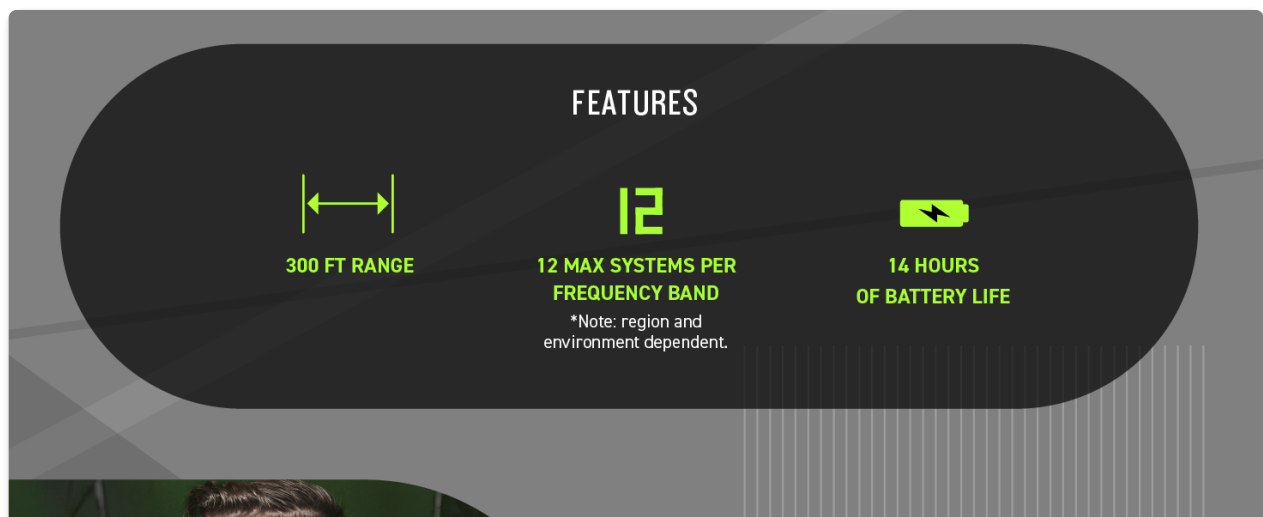 FEATURES
12
300 FT RANGE
12 MAX SYSTEMS PER
FREQUENCY BAND
*Note: region and
environment dependent.
14 HOURS
OF BATTERY LIFE